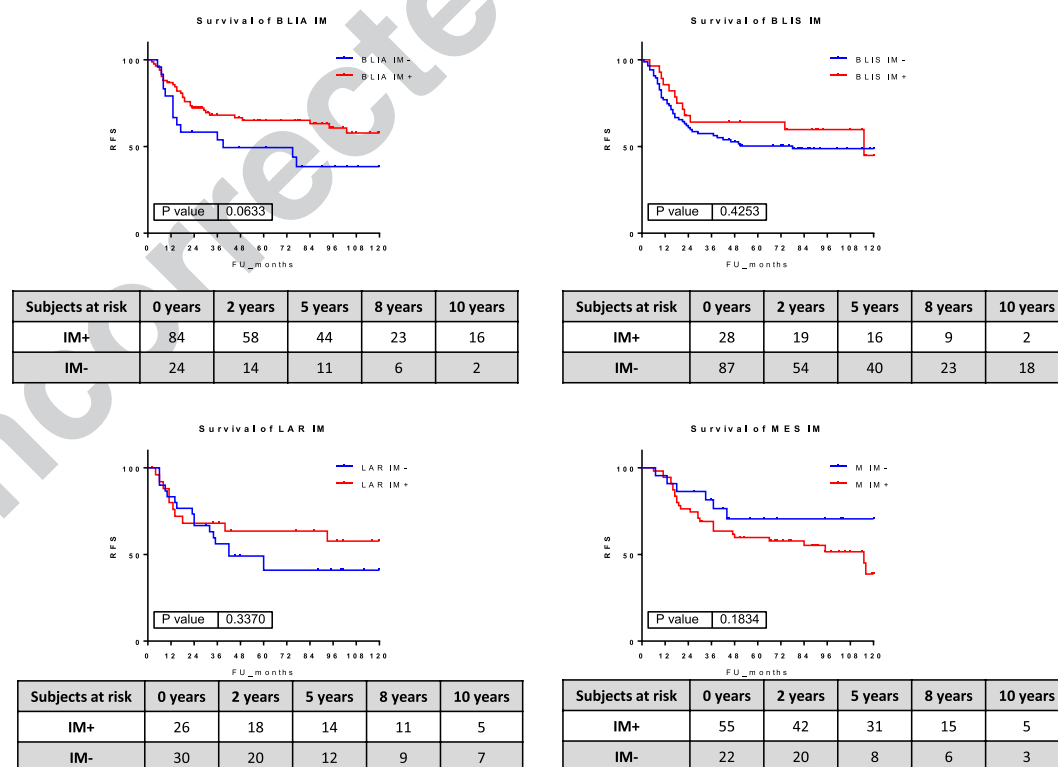 Survival of BLIA IM
BLIA IM-
BLIA IM+
100
50
0
RFS
P value 0.0633
0 12 24 36 48 60 72 84 96 108 120
FU_months
Subjects at risk 0 years 2 years 5 years 8 years 10 years
IM+ 84 58 44 23 16
IM- 24 14 11 6 2
Survival of BLIS IM
BLIS IM-
BLIS IM+
100
50
0
RFS
P value 0.4253
0 12 24 36 48 60 72 84 96 108 120
FU_months
Subjects at risk 0 years 2 years 5 years 8 years 10 years
IM+ 28 19 16 9 2
IM- 87 54 40 23 18
Survival of LAR IM
LAR IM-
LAR IM+
100
50
0
RFS
P value 0.3370
0 12 24 36 48 60 72 84 96 108 120
FU_months
Subjects at risk 0 years 2 years 5 years 8 years 10 years
IM+ 26 18 14 11 5
IM- 30 20 12 9 7
Survival of MES IM
M IM-
M IM+
100
50
0
RFS
P value 0.1834
0 12 24 36 48 60 72 84 96 108 120
FU_months
Subjects at risk 0 years 2 years 5 years 8 years 10 years
IM+ 55 42 31 15 5
IM- 22 20 8 6 3
ncorrecte